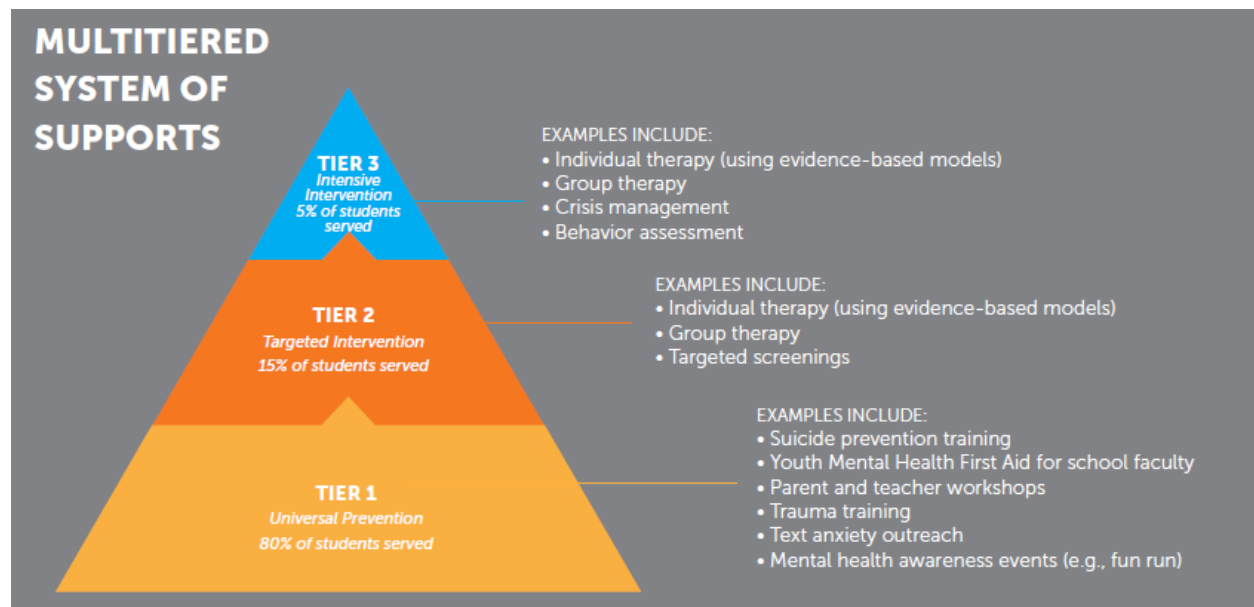 MULTITIERED
SYSTEM OF
SUPPORTS
TIER 3
Intensive
Intervention
5% of students
served
EXAMPLES INCLUDE:
• Individual therapy (using evidence-based models)
• Group therapy
• Crisis management
• Behavior assessment
TIER 2
Targeted Intervention
15% of students served
EXAMPLES INCLUDE:
• Individual therapy (using evidence-based models)
• Group therapy
• Targeted screenings
TIER 1
Universal Prevention
80% of students served
EXAMPLES INCLUDE:
• Suicide prevention training
• Youth Mental Health First Aid for school faculty
• Parent and teacher workshops
• Trauma training
• Text anxiety outreach
• Mental health awareness events (e.g., fun run)